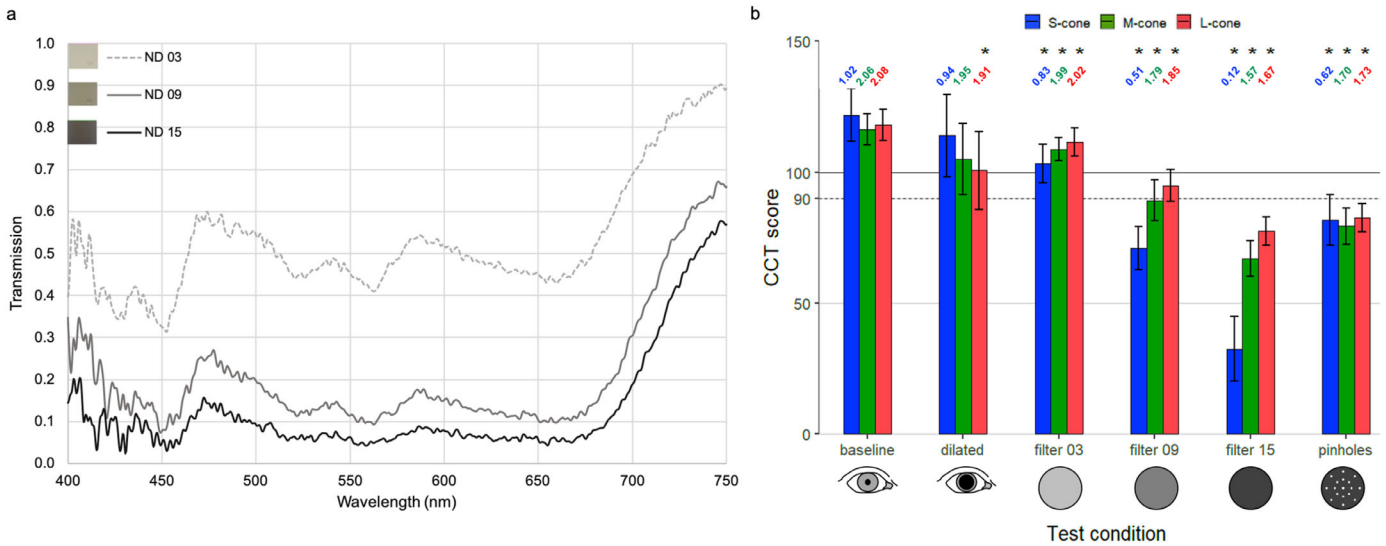 a
1.0
0.9
0.8
0.7
0.6
0.5
0.4
0.3
0.2
0.1
0.0
Transmission
ND 03
ND 09
ND 15
400 450 500 550 600 650 700 750
Wavelength (nm)
b
S-cone M-cone L-cone
150
100
90
50
0
CCT score
* * * * * * * * * * * * *
1.02 2.06 2.08 0.94 1.95 1.91 0.83 1.99 2.02 0.51 1.79 1.85 0.12 1.57 1.67 0.62 1.70 1.73
baseline dilated filter 03 filter 09 filter 15 pinholes
Test condition